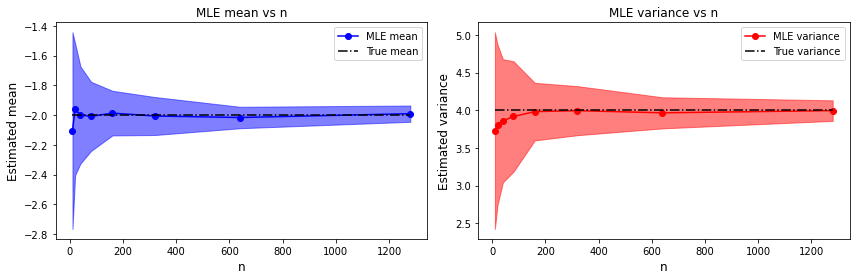 MLE mean vs n
MLE mean
True mean
Estimated mean
−1.4
−1.6
−1.8
−2.0
−2.2
−2.4
−2.6
−2.8
0 200 400 600 800 1000 1200
n
MLE variance vs n
MLE variance
True variance
Estimated variance
5.0
4.5
4.0
3.5
3.0
2.5
0 200 400 600 800 1000 1200
n